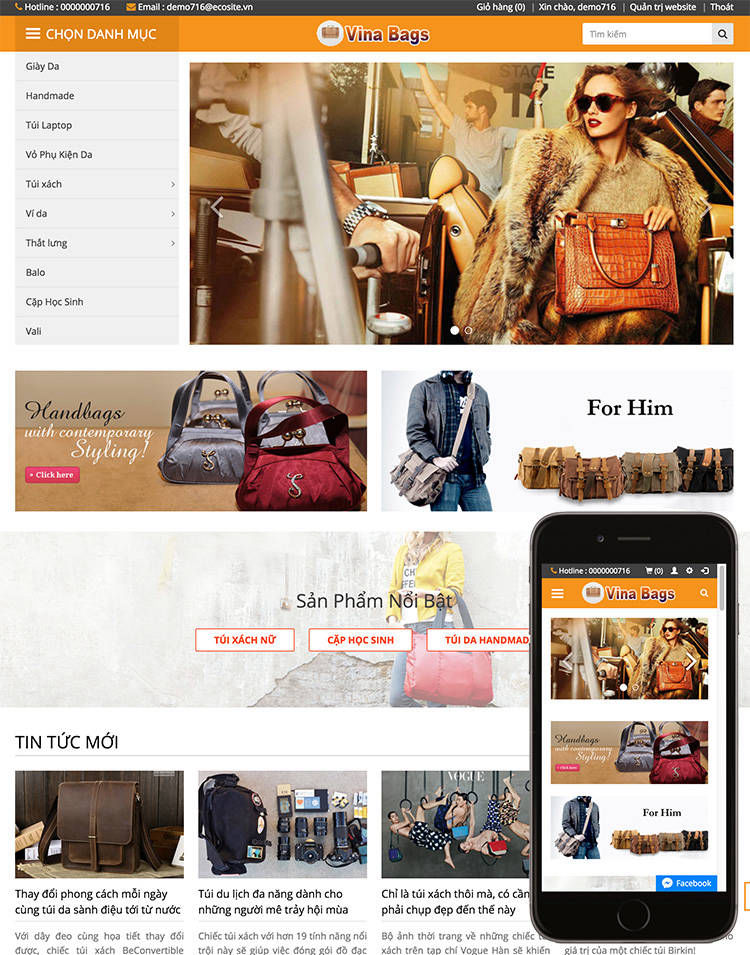 Hotline : 0000000716
Email : demo716@ecosite.vn
Giỏ hàng (0) | Xin chào, demo716 | Quản trị website | Thoát
CHỌN DANH MỤC
Vina Bags
Tìm kiếm
Giày Da
Handmade
Túi Laptop
Vỏ Phụ Kiện Da
Túi xách
Ví da
Thắt lưng
Balo
Cặp Học Sinh
Vali
STAGE
17
Handbags
with contemporary
Styling!
» Click here
For Him
Sản Phẩm Nổi Bật
TÚI XÁCH NỮ
CẶP HỌC SINH
TÚI DA HANDMAD
TIN TỨC MỚI
VOGUE
Thay đổi phong cách mỗi ngày
cùng túi da sành điệu tới từ nước
Túi du lịch đa năng dành cho
những người mê trảy hội mùa
Chỉ là túi xách thôi mà, có cần
phải chụp đẹp đến thế này
Với dây đeo cùng họa tiết thay đổi
được, chiếc túi xách BeConvertible
Chiếc túi xách với hơn 19 tính năng nổi
trội này sẽ giúp việc đóng gói đồ đạc
Bộ ảnh thời trang về những chiếc
xách trên tạp chí Vogue Hàn sẽ khiến
giá trị của một chiếc túi Birkin!
Hotline : 0000000716
(0)
Vina Bags
Handbags
with contemporary
Styling!
» Click here
For Him
Facebook